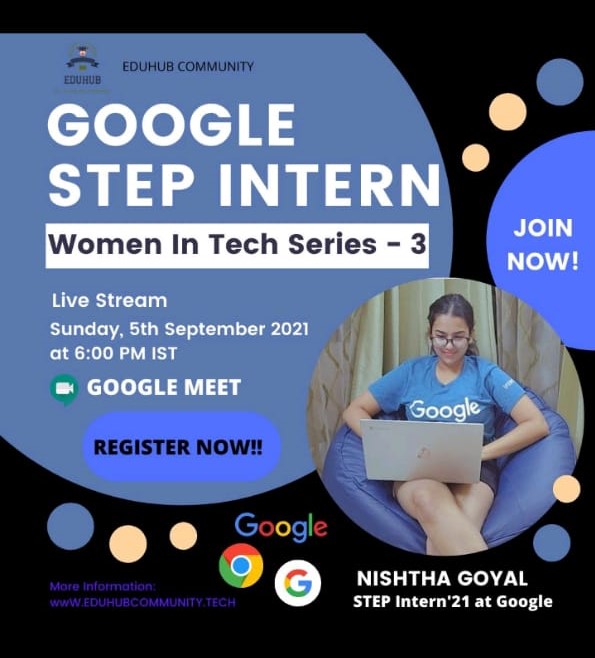 EDUHUB
EDUHUB COMMUNITY
GOOGLE
STEP INTERN
Women In Tech Series - 3
JOIN
NOW!
Live Stream
Sunday, 5th September 2021
at 6:00 PM IST
GOOGLE MEET
REGISTER NOW!!
Google
Google
G
NISHTHA GOYAL
STEP Intern'21 at Google
More Information:
wwW.EDUHUBCOMMUNITY.TECH